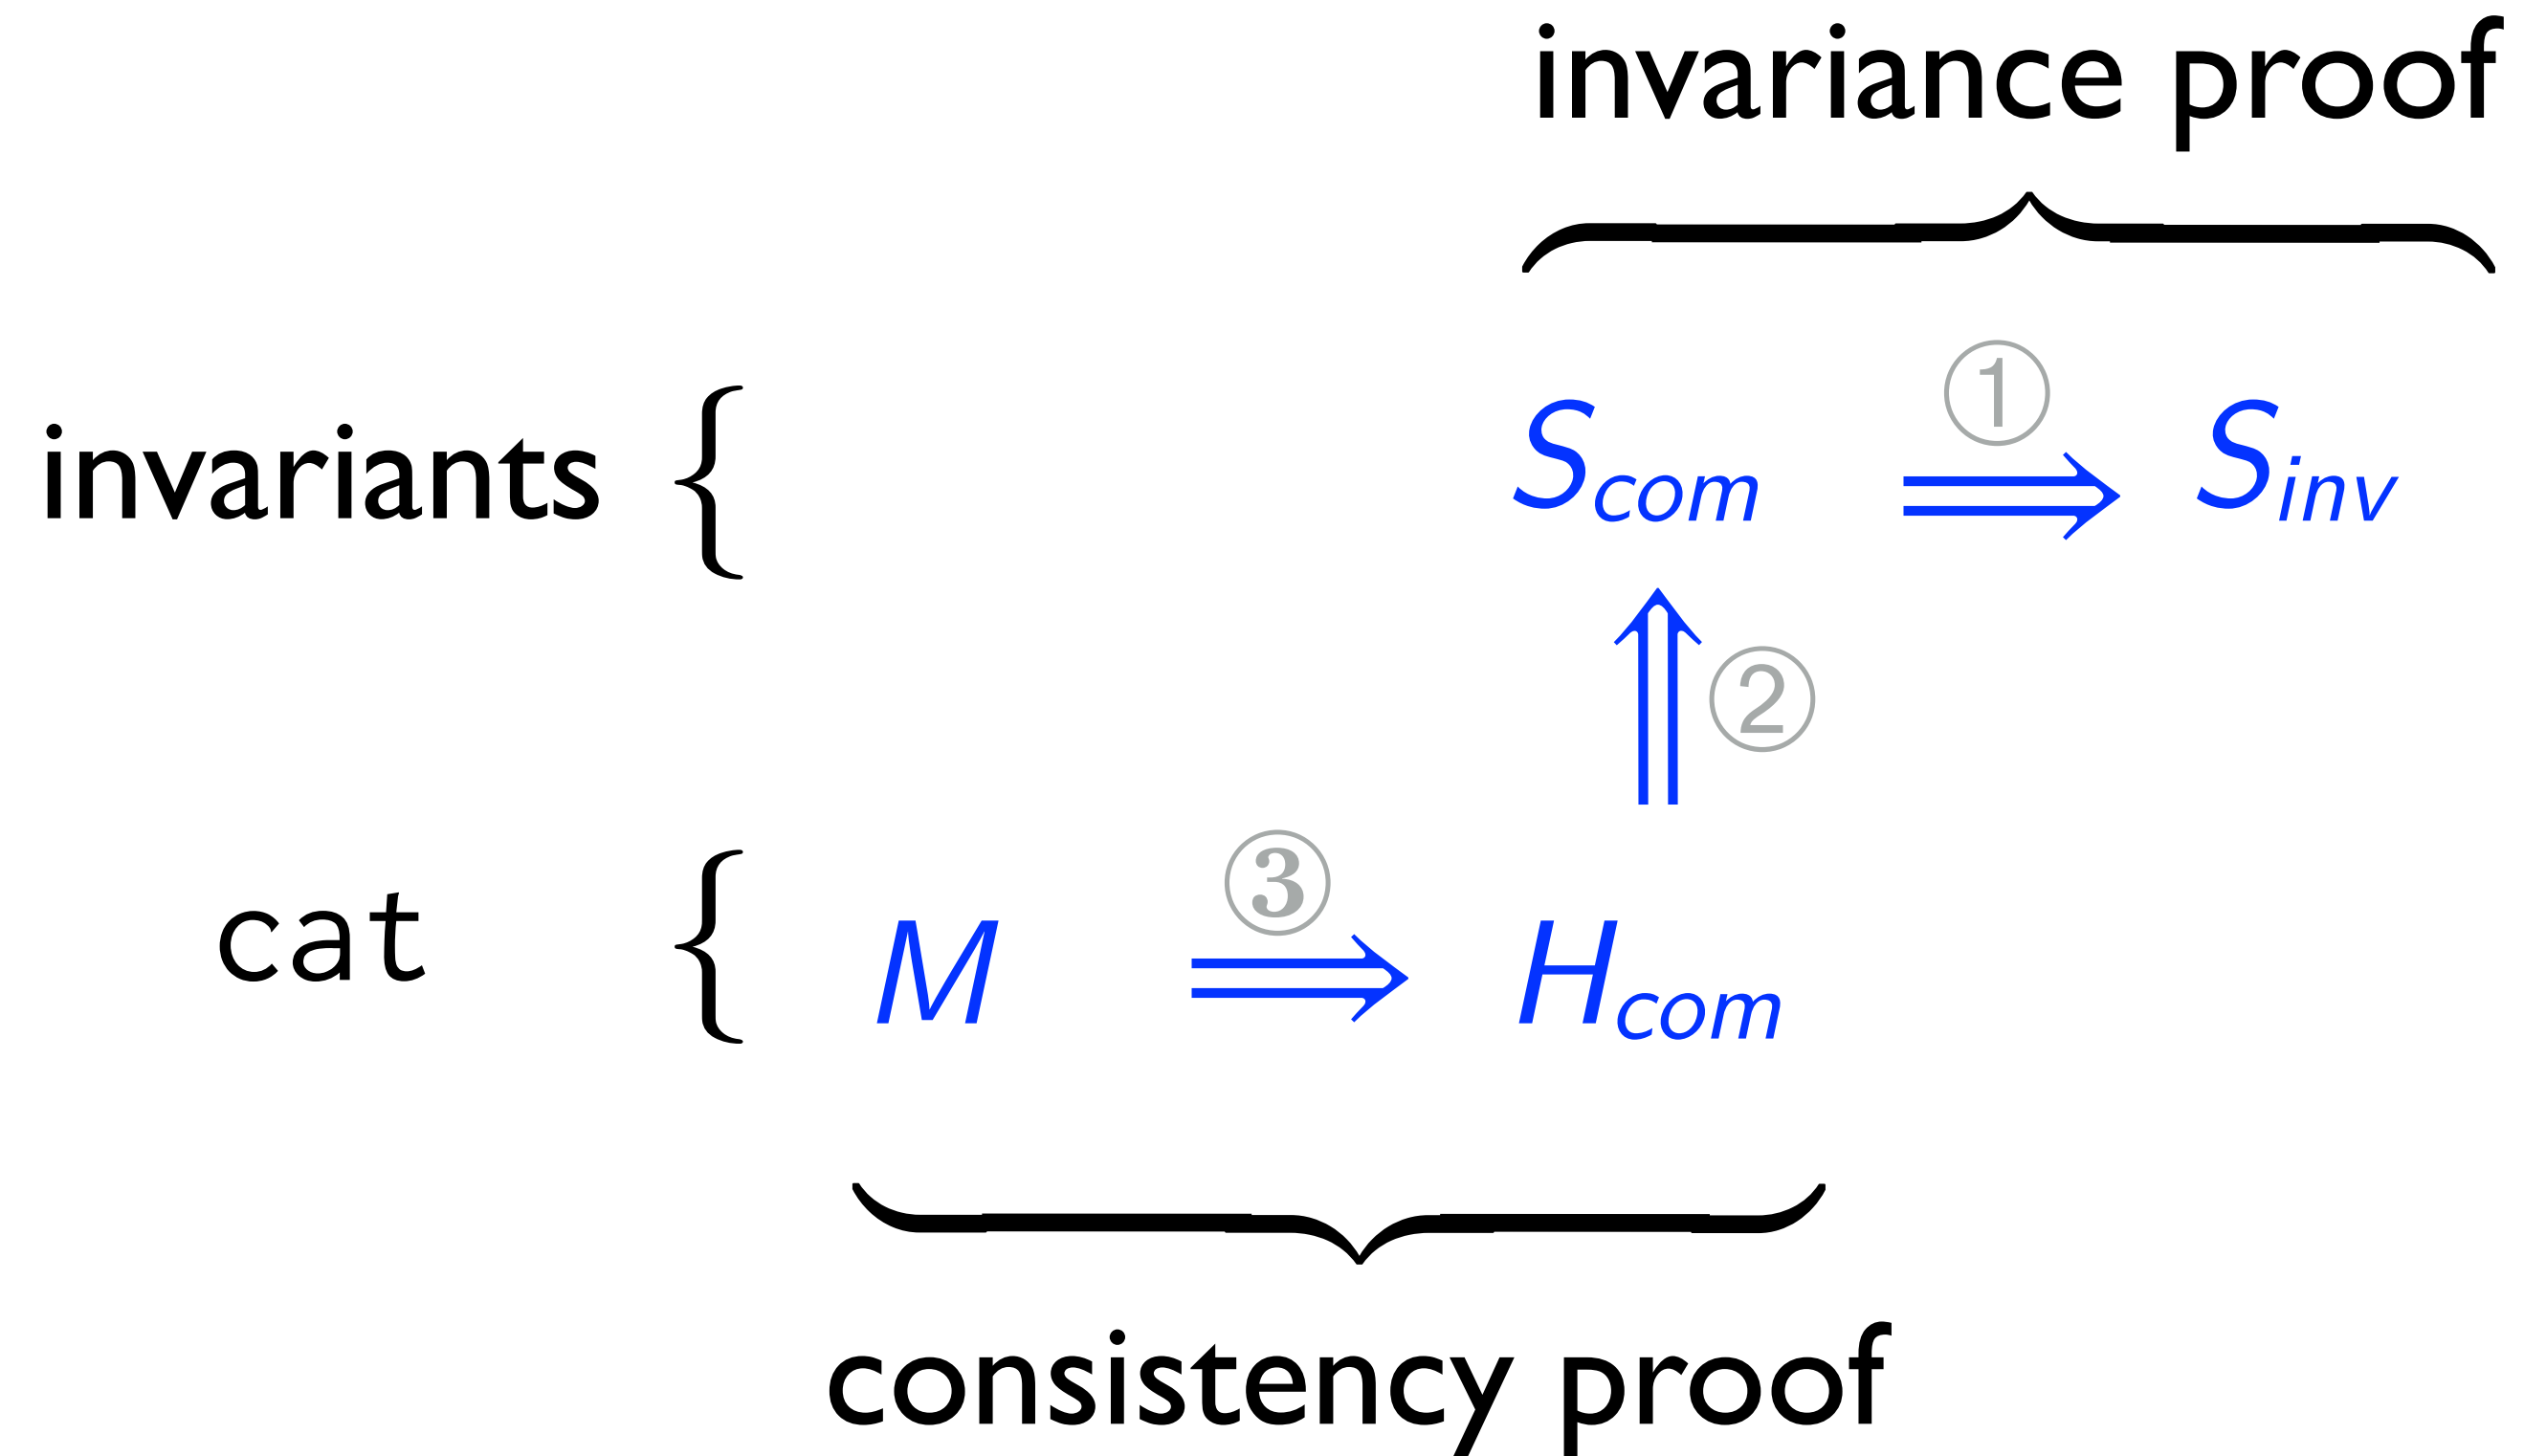 invariance proof
①
invariants { S_com ⟹ S_inv
⇑ ②
③
cat { M ⟹ H_com
consistency proof